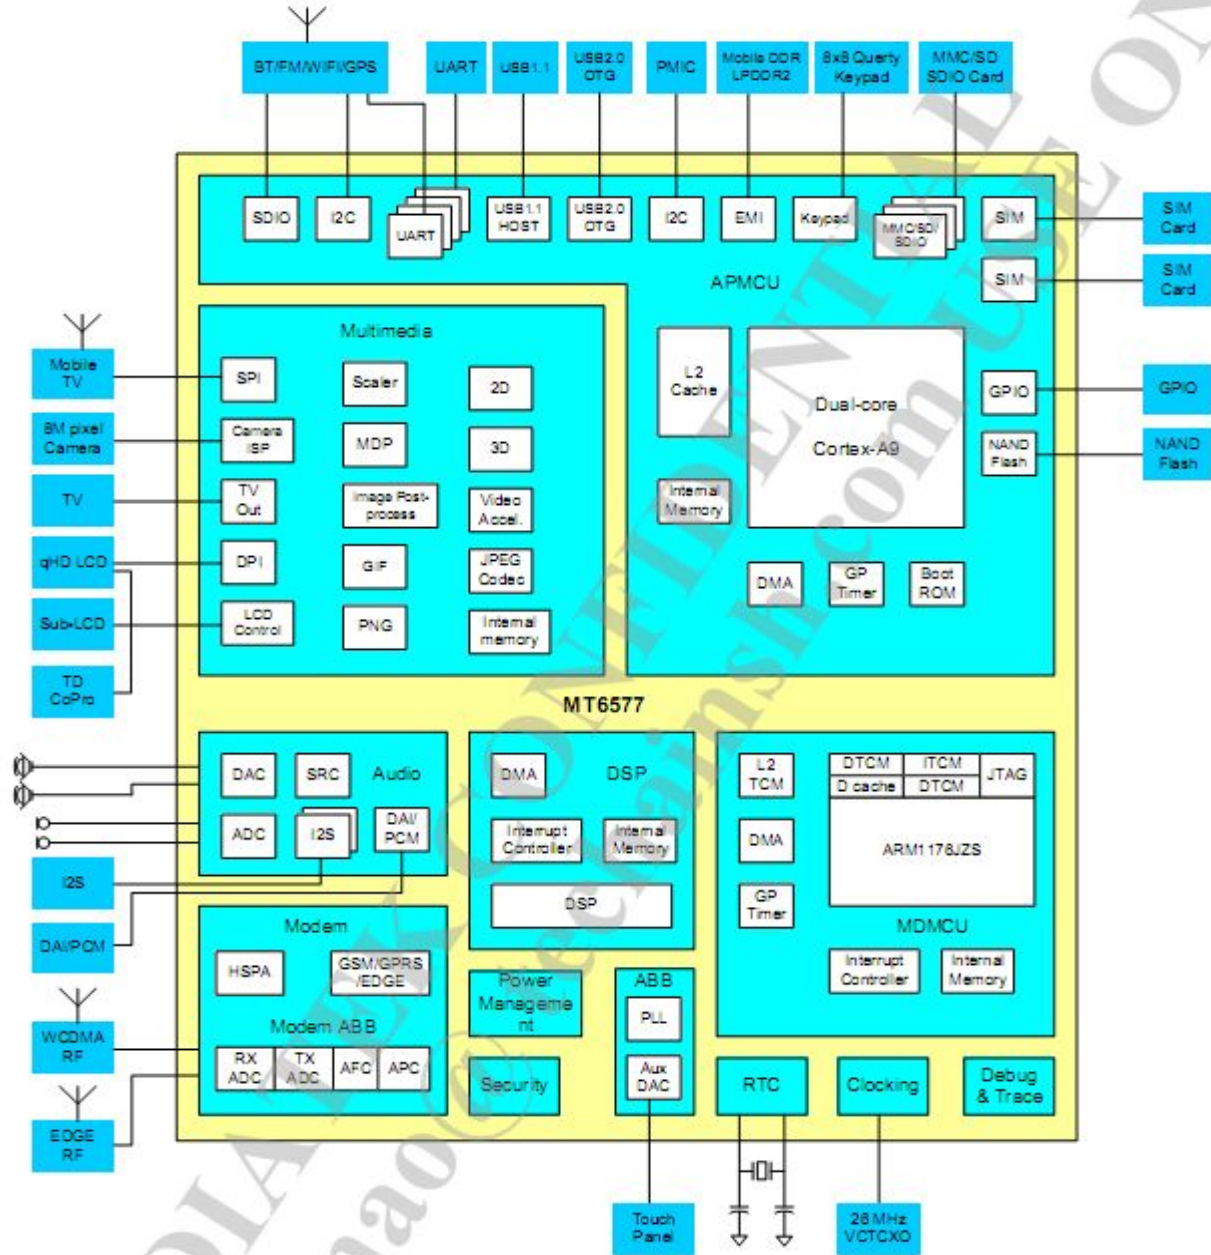 BT/FM/WIFI/GPS
UART
USB1.1
USB2.0
OTG
PMIC
Mobile DDR
LPDDR2
8x8 Querty
Keypad
MMC/SD
SDIO Card
SDIO
I2C
UART
USB1.1
HOST
USB2.0
OTG
I2C
EMI
Keypad
MMC/SD/
SDIO/
SIM
SIM
Card
SIM
SIM
Card
APMCU
Multimedia
Mobile
TV
SPI
Scaler
2D
L2
Cache
Dual-core
Cortex-A9
GPIO
GPIO
8M pixel
Camera
Camera
ISP
MDP
3D
NAND
Flash
NAND
Flash
TV
TV
Out
Image Post-
process
Video
Accel.
Internal
Memory
qHD LCD
DPI
GIF
JPEG
Codec
DMA
GP
Timer
Boot
ROM
Sub-LCD
LCD
Control
PNG
Internal
memory
TD
CoPro
MT6577
DAC
SRC
Audio
ADC
I2S
DAI/
PCM
I2S
DAI/PCM
DMA
DSP
Interrupt
Controller
Internal
Memory
DSP
L2
TCM
DTCM
ITCM
JTAG
D cache
DTCM
DMA
ARM1176JZS
GP
Timer
MDMCU
Interrupt
Controller
Internal
Memory
Modem
HSPA
GSM/GPRS
/EDGE
Modem ABB
RX
ADC
TX
ADC
AFC
APC
WCDMA
RF
EDGE
RF
Power
Manageme
nt
Security
ABB
PLL
Aux
DAC
RTC
Clocking
Debug
& Trace
Touch
Panel
26 MHz
VCTCXO